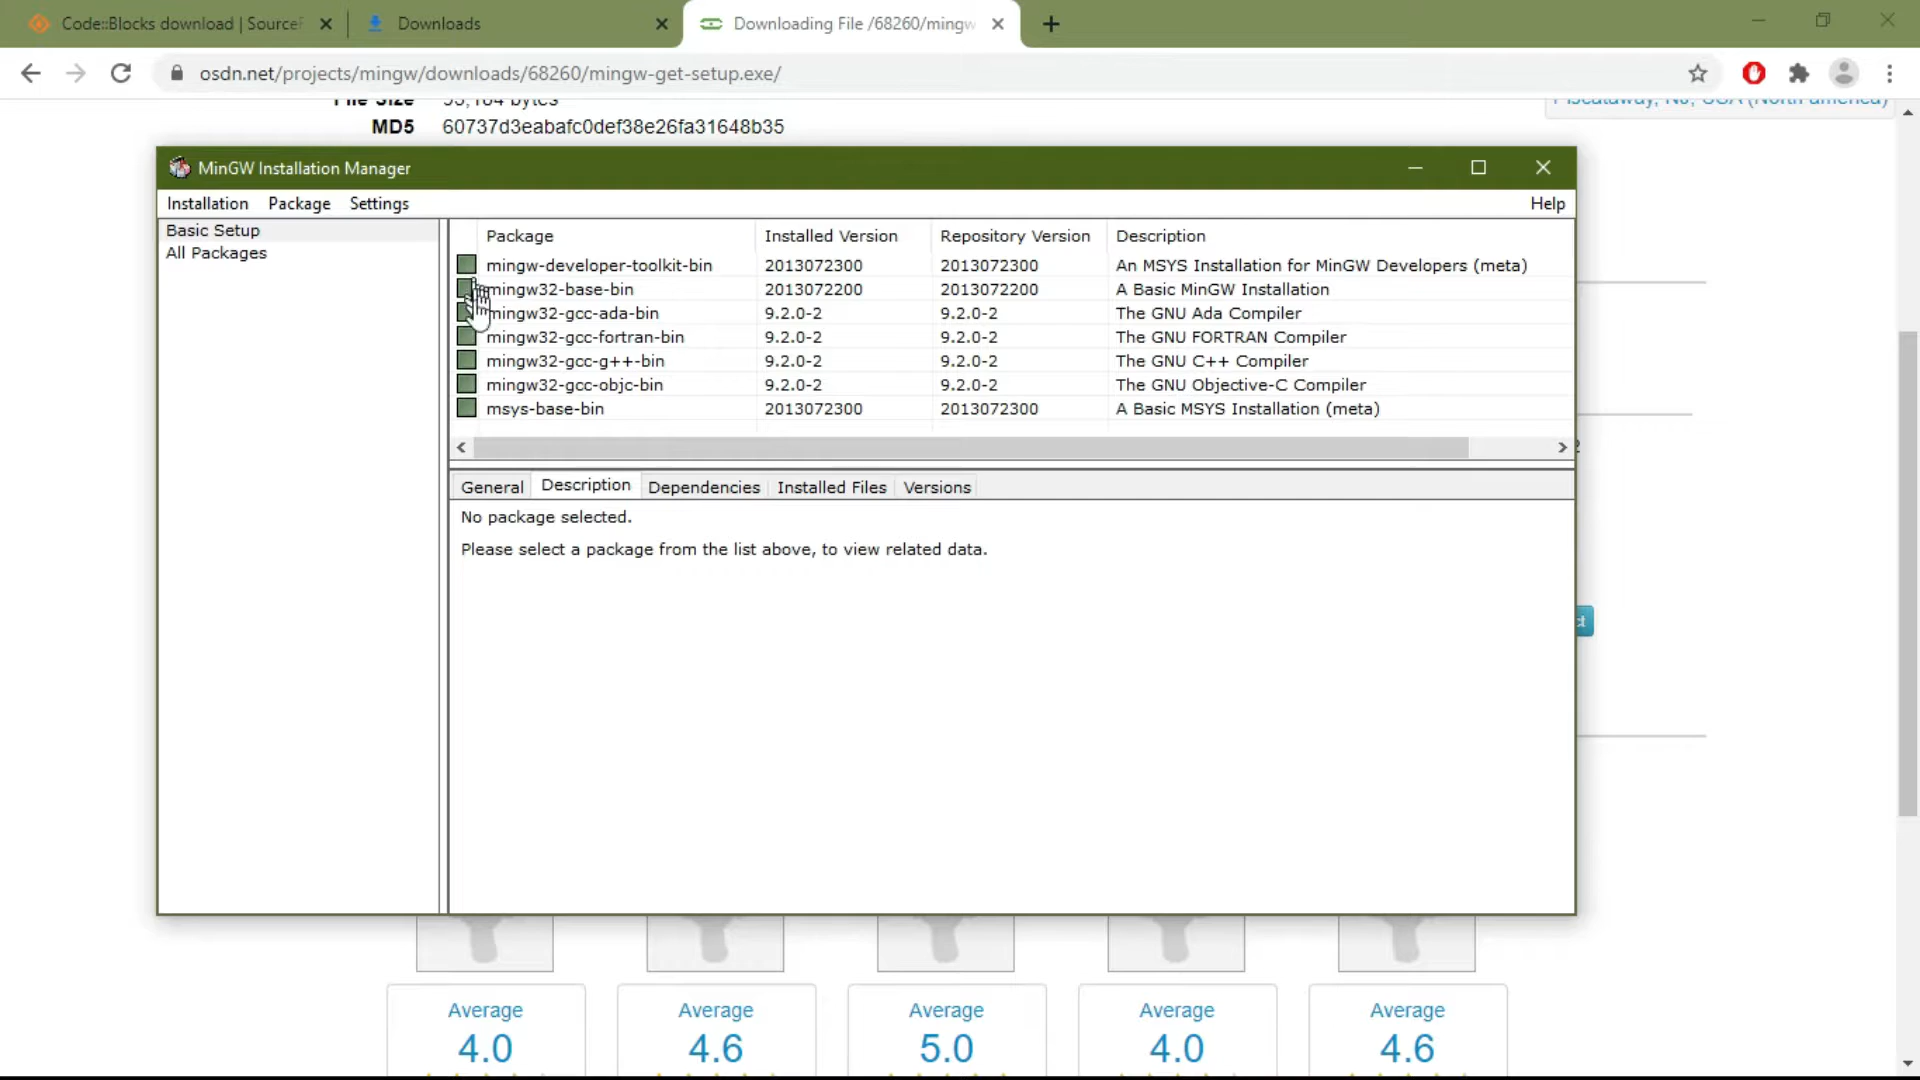 Code::Blocks download | Source
Downloads
Downloading File /68260/mingw
osdn.net/projects/mingw/downloads/68260/mingw-get-setup.exe/
File Size
bytes
Piscataway, NJ, USA (North america)
MD5 60737d3eabafc0def38e26fa31648b35
MinGW Installation Manager
Installation Package Settings Help
Basic Setup
All Packages
Package Installed Version Repository Version Description
mingw-developer-toolkit-bin 2013072300 2013072300 An MSYS Installation for MinGW Developers (meta)
mingw32-base-bin 2013072200 2013072200 A Basic MinGW Installation
mingw32-gcc-ada-bin 9.2.0-2 9.2.0-2 The GNU Ada Compiler
mingw32-gcc-fortran-bin 9.2.0-2 9.2.0-2 The GNU FORTRAN Compiler
mingw32-gcc-g++-bin 9.2.0-2 9.2.0-2 The GNU C++ Compiler
mingw32-gcc-objc-bin 9.2.0-2 9.2.0-2 The GNU Objective-C Compiler
msys-base-bin 2013072300 2013072300 A Basic MSYS Installation (meta)
General Description Dependencies Installed Files Versions
No package selected.
Please select a package from the list above, to view related data.
Average Average Average Average Average
4.0 4.6 5.0 4.0 4.6